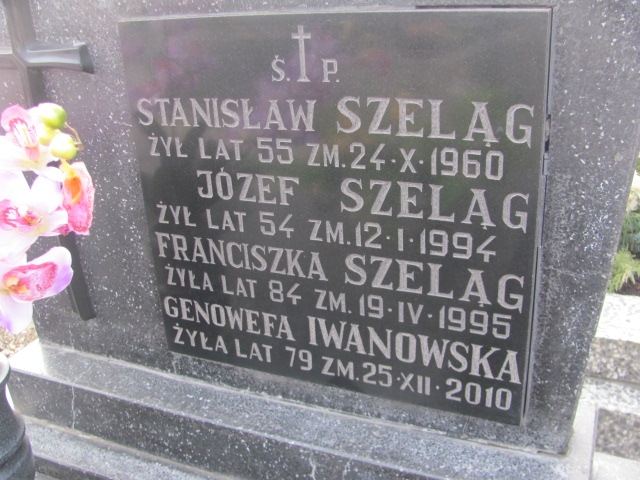 Ś. P.
STANISŁAW SZELĄG
ŻYŁ LAT 55 ZM. 24·X·1960
JÓZEF SZELĄG
ŻYŁ LAT 54 ZM. 12·I·1994
FRANCISZKA SZELĄG
ŻYŁA LAT 84 ZM. 19·IV·1995
GENOWEFA IWANOWSKA
ŻYŁA LAT 79 ZM. 25·XII·2010